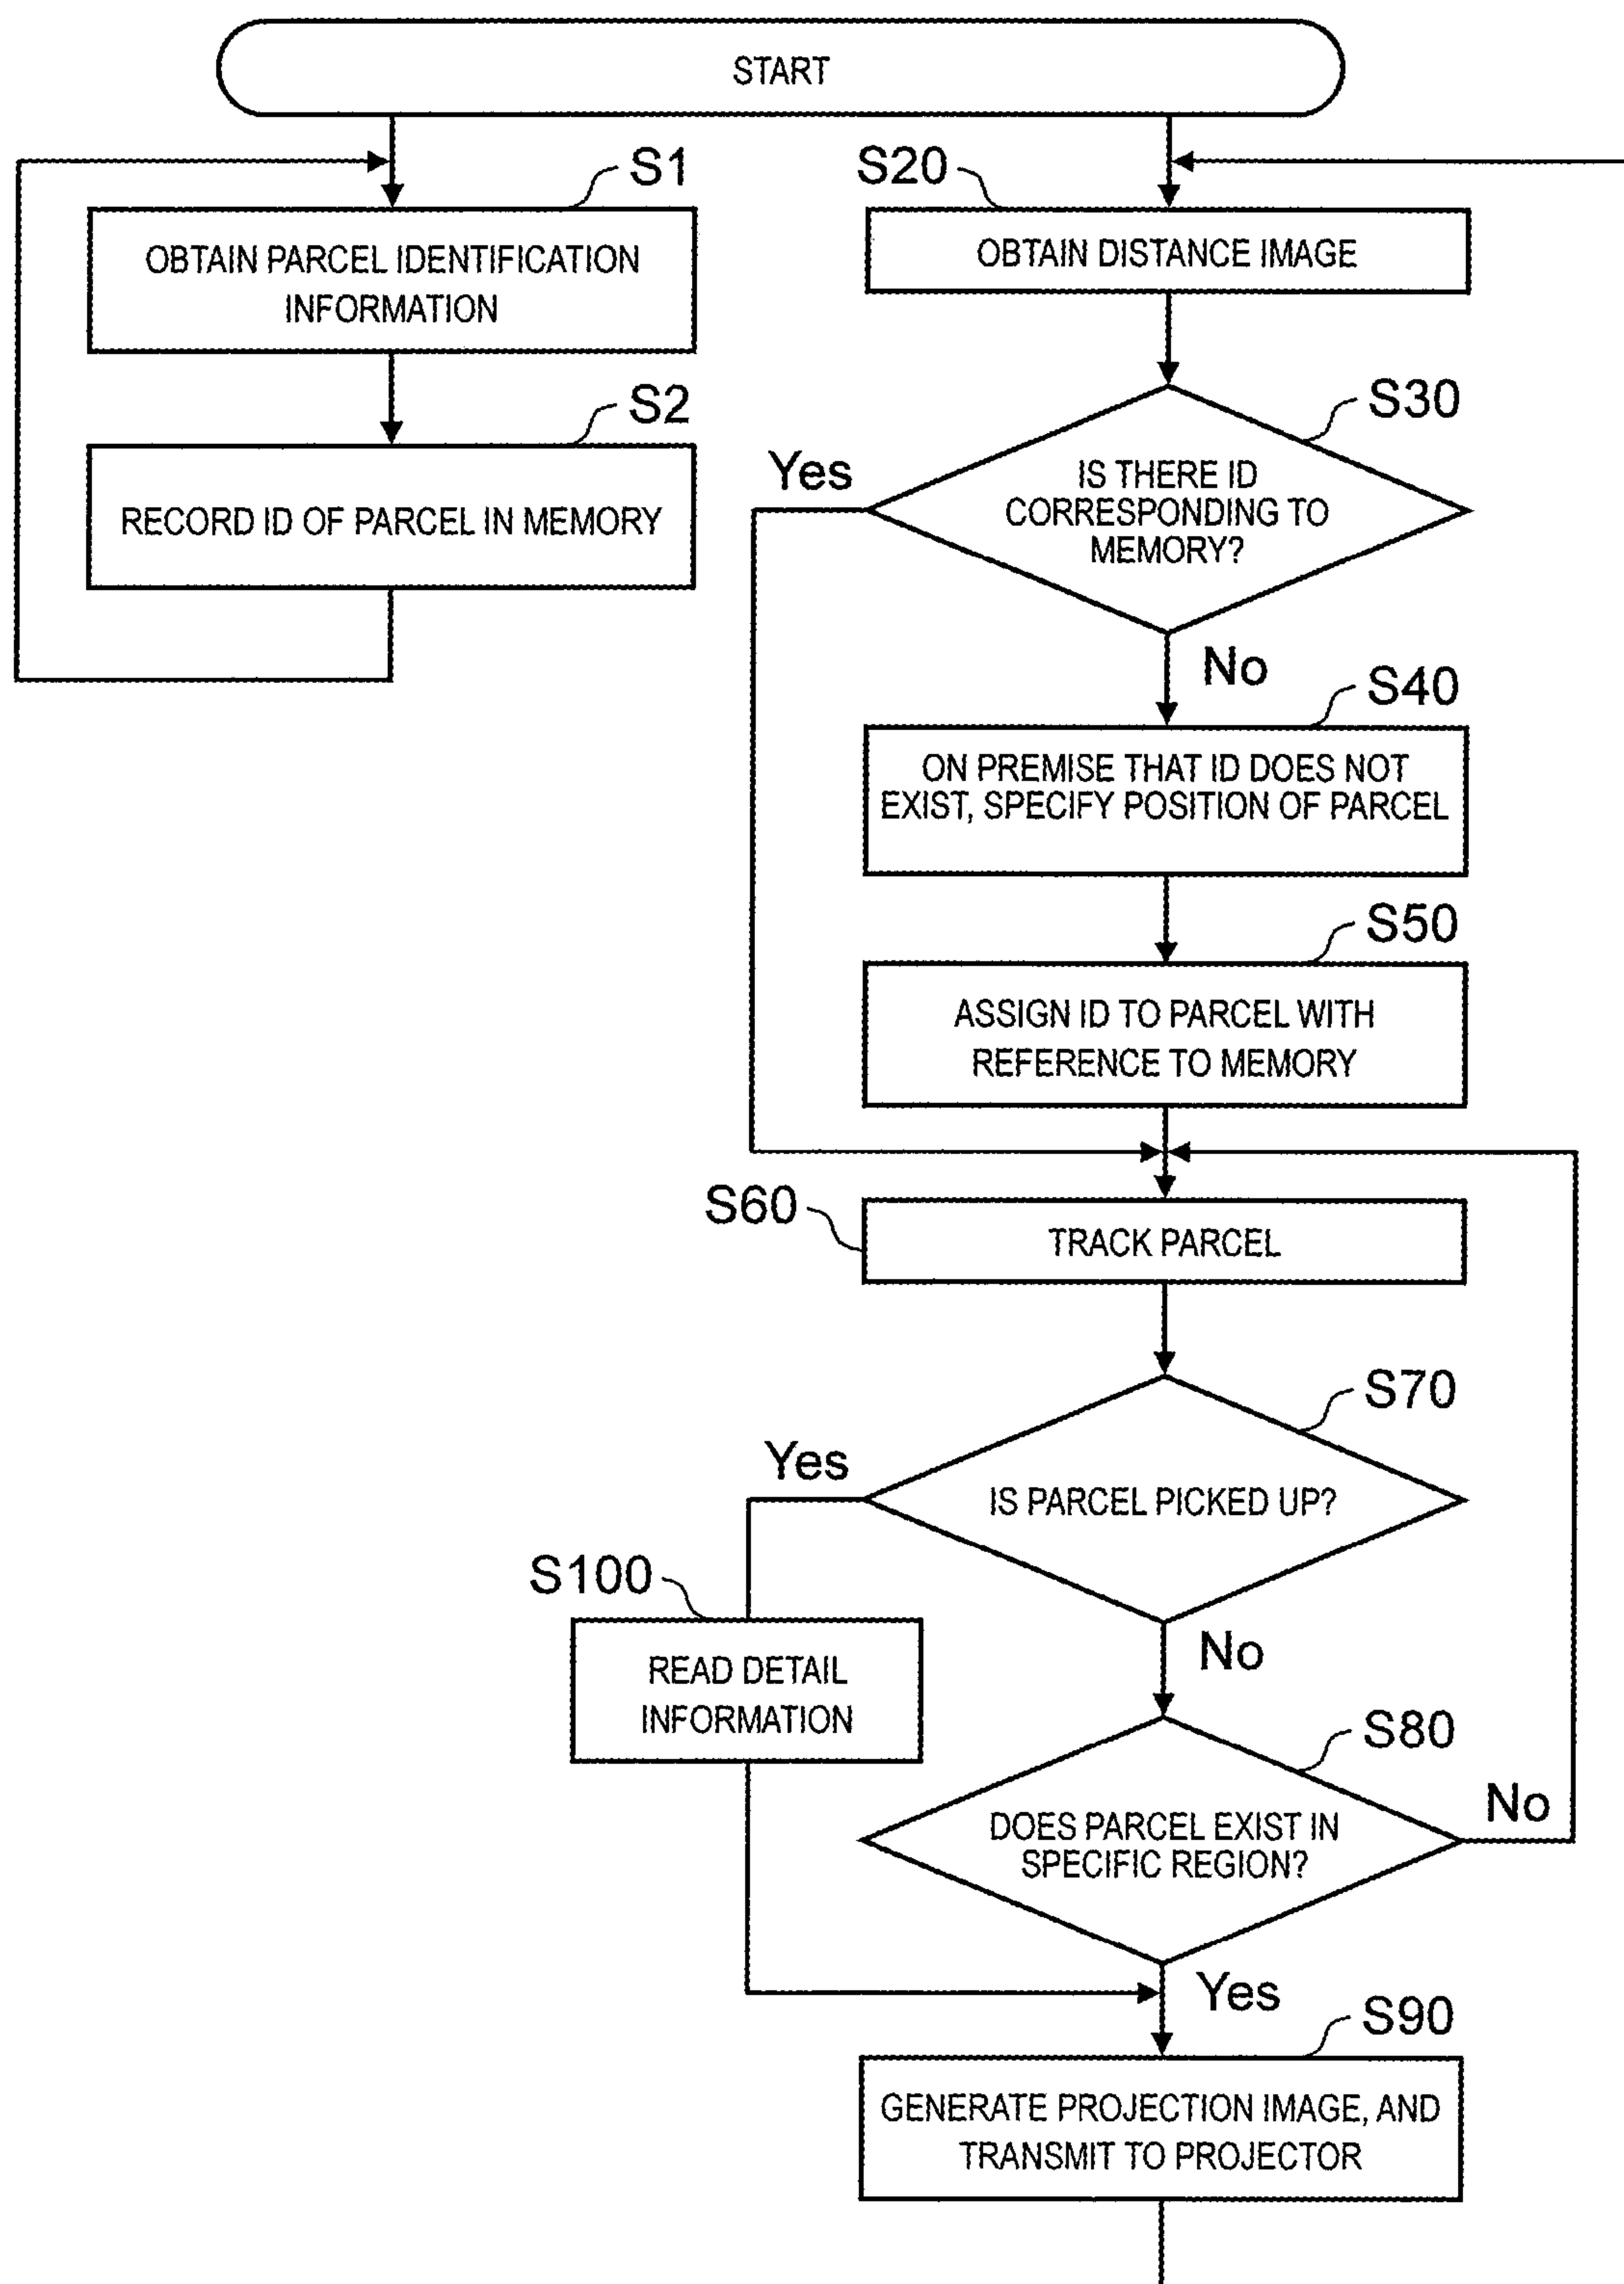 START
S1
OBTAIN PARCEL IDENTIFICATION
INFORMATION
S2
RECORD ID OF PARCEL IN MEMORY
S20
OBTAIN DISTANCE IMAGE
S30
Yes
IS THERE ID
CORRESPONDING TO
MEMORY?
No
S40
ON PREMISE THAT ID DOES NOT
EXIST, SPECIFY POSITION OF PARCEL
S50
ASSIGN ID TO PARCEL WITH
REFERENCE TO MEMORY
S60
TRACK PARCEL
S70
Yes
IS PARCEL PICKED UP?
S100
READ DETAIL
INFORMATION
No
S80
No
DOES PARCEL EXIST IN
SPECIFIC REGION?
Yes
S90
GENERATE PROJECTION IMAGE, AND
TRANSMIT TO PROJECTOR